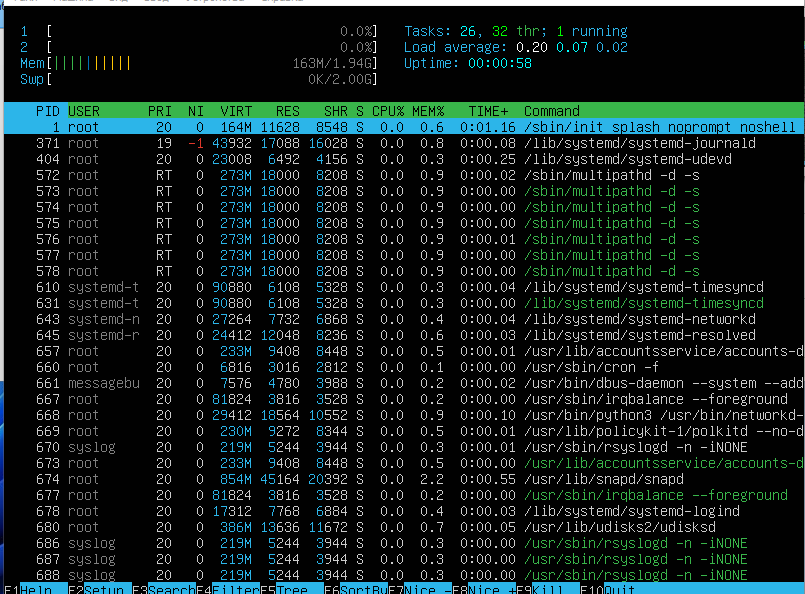 1 [ 0.0%] Tasks: 26, 32 thr; 1 running
2 [ 0.0%] Load average: 0.20 0.07 0.02
Mem[||||||||||| 163M/1.94G] Uptime: 00:00:58
Swp[ 0K/2.00G]
PID USER PRI NI VIRT RES SHR S CPU% MEM% TIME+ Command
1 root 20 0 164M 11628 8548 S 0.0 0.6 0:01.16 /sbin/init splash noprompt noshell
371 root 19 -1 43932 17088 16028 S 0.0 0.8 0:00.08 /lib/systemd/systemd-journald
404 root 20 0 23008 6492 4156 S 0.0 0.3 0:00.25 /lib/systemd/systemd-udevd
572 root RT 0 273M 18000 8208 S 0.0 0.9 0:00.02 /sbin/multipathd -d -s
573 root RT 0 273M 18000 8208 S 0.0 0.9 0:00.00 /sbin/multipathd -d -s
574 root RT 0 273M 18000 8208 S 0.0 0.9 0:00.00 /sbin/multipathd -d -s
575 root RT 0 273M 18000 8208 S 0.0 0.9 0:00.00 /sbin/multipathd -d -s
576 root RT 0 273M 18000 8208 S 0.0 0.9 0:00.01 /sbin/multipathd -d -s
577 root RT 0 273M 18000 8208 S 0.0 0.9 0:00.00 /sbin/multipathd -d -s
578 root RT 0 273M 18000 8208 S 0.0 0.9 0:00.00 /sbin/multipathd -d -s
610 systemd-t 20 0 90880 6108 5328 S 0.0 0.3 0:00.04 /lib/systemd/systemd-timesyncd
631 systemd-t 20 0 90880 6108 5328 S 0.0 0.3 0:00.00 /lib/systemd/systemd-timesyncd
643 systemd-n 20 0 27264 7732 6868 S 0.0 0.4 0:00.04 /lib/systemd/systemd-networkd
645 systemd-r 20 0 24412 12048 8236 S 0.0 0.6 0:00.03 /lib/systemd/systemd-resolved
657 root 20 0 233M 9408 8448 S 0.0 0.5 0:00.01 /usr/lib/accountsservice/accounts-d
660 root 20 0 6816 3016 2812 S 0.0 0.1 0:00.00 /usr/sbin/cron -f
661 messagebu 20 0 7576 4780 3988 S 0.0 0.2 0:00.02 /usr/bin/dbus-daemon --system --add
667 root 20 0 81824 3816 3528 S 0.0 0.2 0:00.00 /usr/sbin/irqbalance --foreground
668 root 20 0 29412 18564 10552 S 0.0 0.9 0:00.10 /usr/bin/python3 /usr/bin/networkd-
669 root 20 0 230M 9272 8344 S 0.0 0.5 0:00.01 /usr/lib/policykit-1/polkitd --no-d
670 syslog 20 0 219M 5244 3944 S 0.0 0.3 0:00.01 /usr/sbin/rsyslogd -n -iNONE
673 root 20 0 233M 9408 8448 S 0.0 0.5 0:00.00 /usr/lib/accountsservice/accounts-d
674 root 20 0 854M 45164 20392 S 0.0 2.2 0:00.55 /usr/lib/snapd/snapd
677 root 20 0 81824 3816 3528 S 0.0 0.2 0:00.00 /usr/sbin/irqbalance --foreground
678 root 20 0 17312 7768 6884 S 0.0 0.4 0:00.03 /lib/systemd/systemd-logind
680 root 20 0 386M 13636 11672 S 0.0 0.7 0:00.05 /usr/lib/udisks2/udisksd
686 syslog 20 0 219M 5244 3944 S 0.0 0.3 0:00.00 /usr/sbin/rsyslogd -n -iNONE
687 syslog 20 0 219M 5244 3944 S 0.0 0.3 0:00.00 /usr/sbin/rsyslogd -n -iNONE
688 syslog 20 0 219M 5244 3944 S 0.0 0.3 0:00.00 /usr/sbin/rsyslogd -n -iNONE
F1Help F2Setup F3SearchF4FilterF5Tree F6SortByF7Nice -F8Nice +F9Kill F10Quit